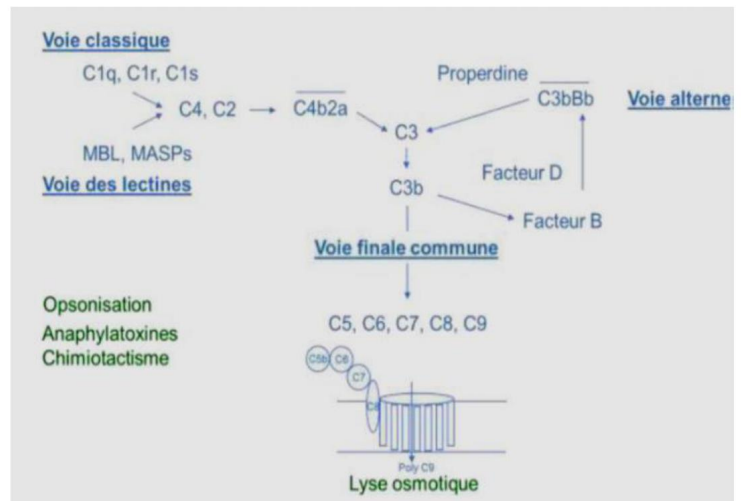 Voie classique
C1q, C1r, C1s
Properdine
C4, C2
C4b2a
C3bBb
Voie alterne
C3
MBL, MASPs
Voie des lectines
Facteur D
C3b
Facteur B
Voie finale commune
Opsonisation
Anaphylatoxines
Chimiotactisme
C5, C6, C7, C8, C9
C5b
C6
C7
C8
Poly C9
Lyse osmotique